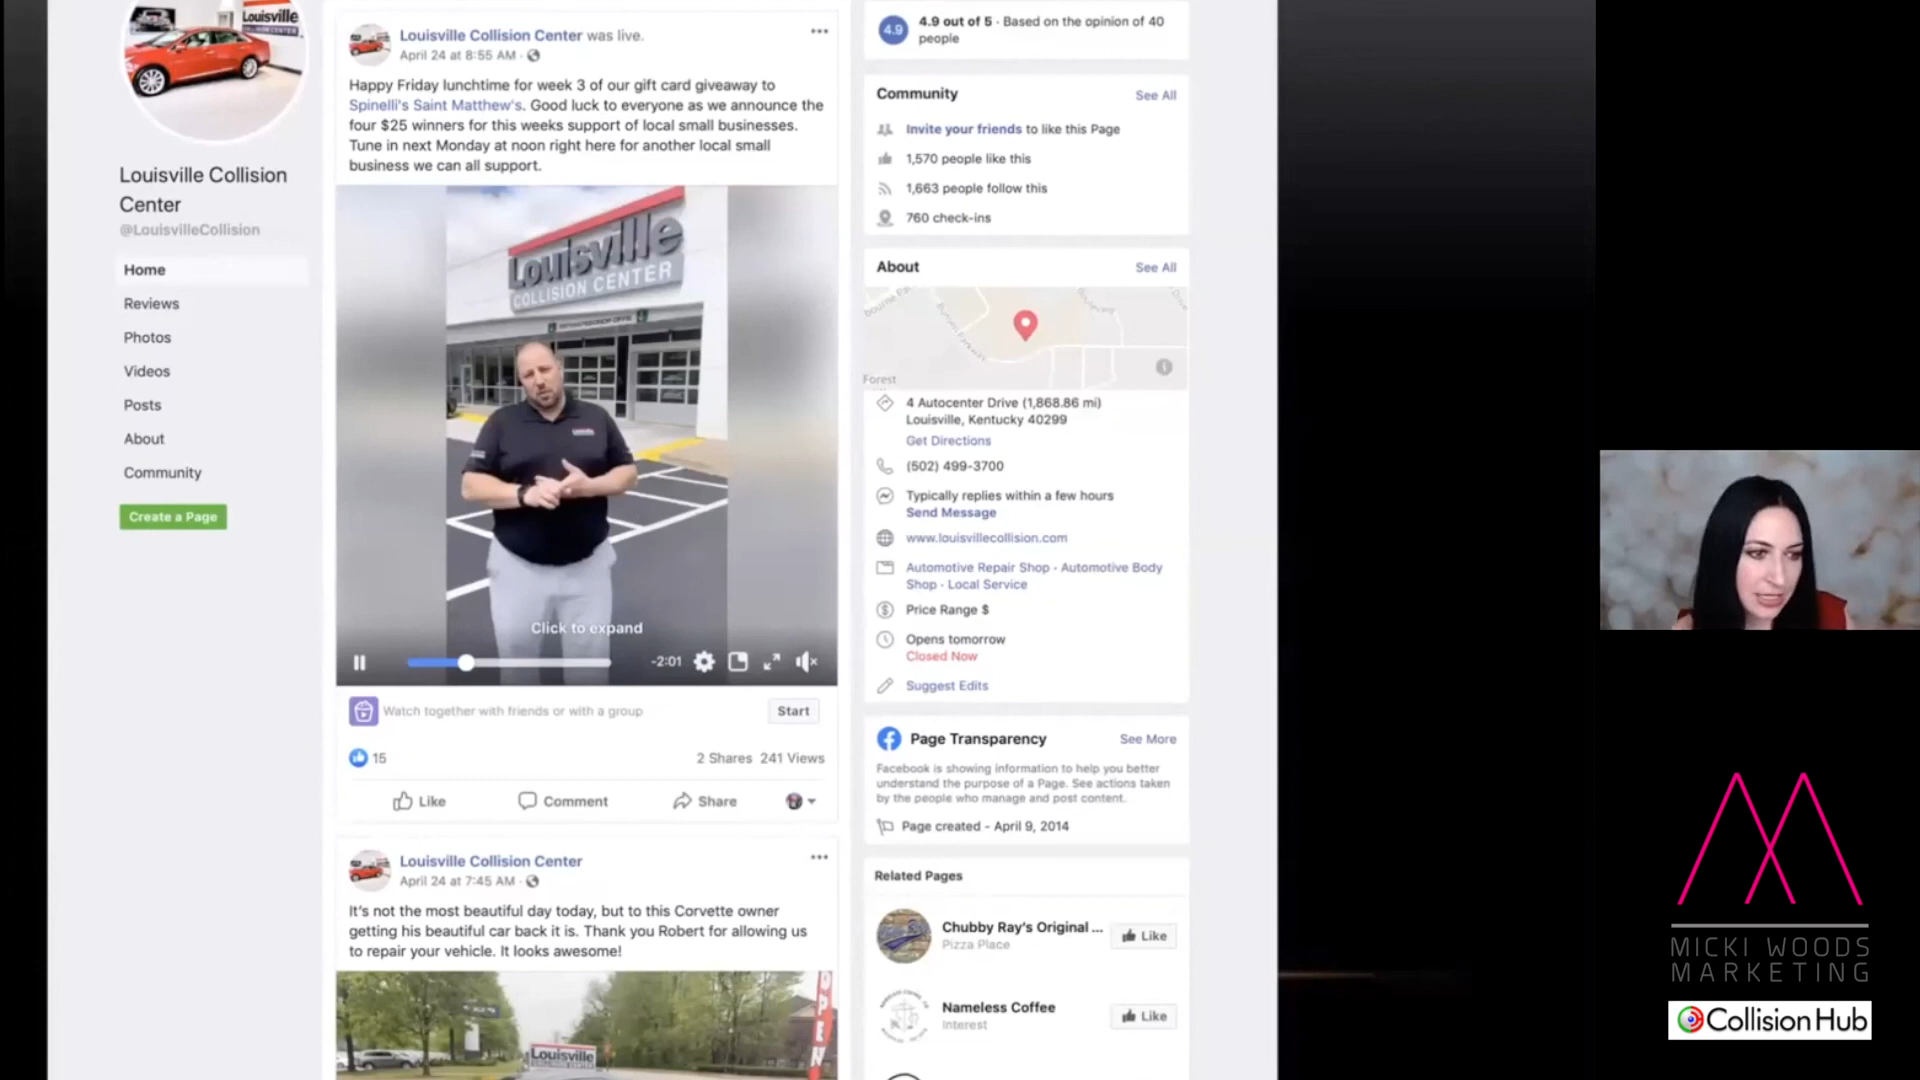 Louisville
COLLISION CENTER
Louisville Collision
Center
@LouisvilleCollision
Home
Reviews
Photos
Videos
Posts
About
Community
Create a Page
Louisville Collision Center was live.
April 24 at 8:55 AM ·
Happy Friday lunchtime for week 3 of our gift card giveaway to
Spinelli's Saint Matthew's. Good luck to everyone as we announce the
four $25 winners for this weeks support of local small businesses.
Tune in next Monday at noon right here for another local small
business we can all support.
Louisville
COLLISION CENTER
Click to expand
-2:01
Watch together with friends or with a group
Start
15
2 Shares 241 Views
Like
Comment
Share
Louisville Collision Center
April 24 at 7:45 AM ·
It's not the most beautiful day today, but to this Corvette owner
getting his beautiful car back it is. Thank you Robert for allowing us
to repair your vehicle. It looks awesome!
Louisville
COLLISION CENTER
OPEN
4.9
4.9 out of 5 · Based on the opinion of 40
people
Community
See All
Invite your friends to like this Page
1,570 people like this
1,663 people follow this
760 check-ins
About
See All
Forest
4 Autocenter Drive (1,868.86 mi)
Louisville, Kentucky 40299
Get Directions
(502) 499-3700
Typically replies within a few hours
Send Message
www.louisvillecollision.com
Automotive Repair Shop · Automotive Body
Shop · Local Service
Price Range $
Opens tomorrow
Closed Now
Suggest Edits
Page Transparency
See More
Facebook is showing information to help you better
understand the purpose of a Page. See actions taken
by the people who manage and post content.
Page created - April 9, 2014
Related Pages
Chubby Ray's Original ...
Pizza Place
Like
Nameless Coffee
Interest
Like
MICKI WOODS
MARKETING
Collision Hub